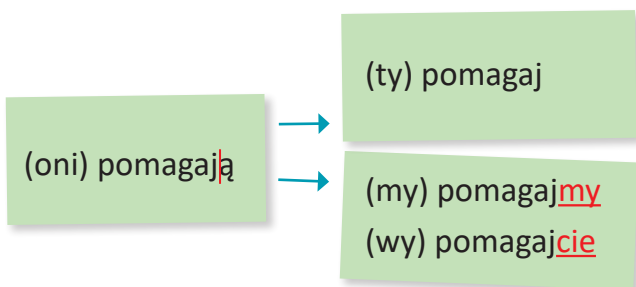 (oni) pomagają
(ty) pomagaj
(my) pomagajmy
(wy) pomagajcie